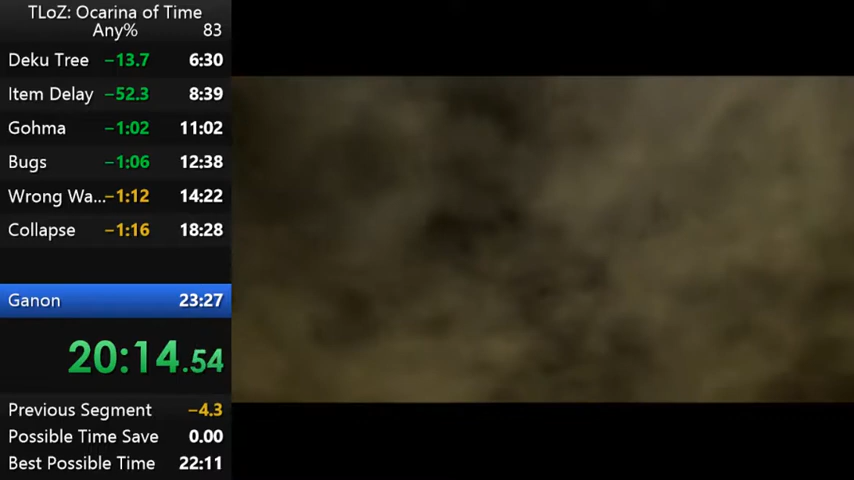 TLoZ: Ocarina of Time
Any% 83
Deku Tree -13.7 6:30
Item Delay -52.3 8:39
Gohma -1:02 11:02
Bugs -1:06 12:38
Wrong Wa... -1:12 14:22
Collapse -1:16 18:28
Ganon 23:27
20:14.54
Previous Segment -4.3
Possible Time Save 0.00
Best Possible Time 22:11